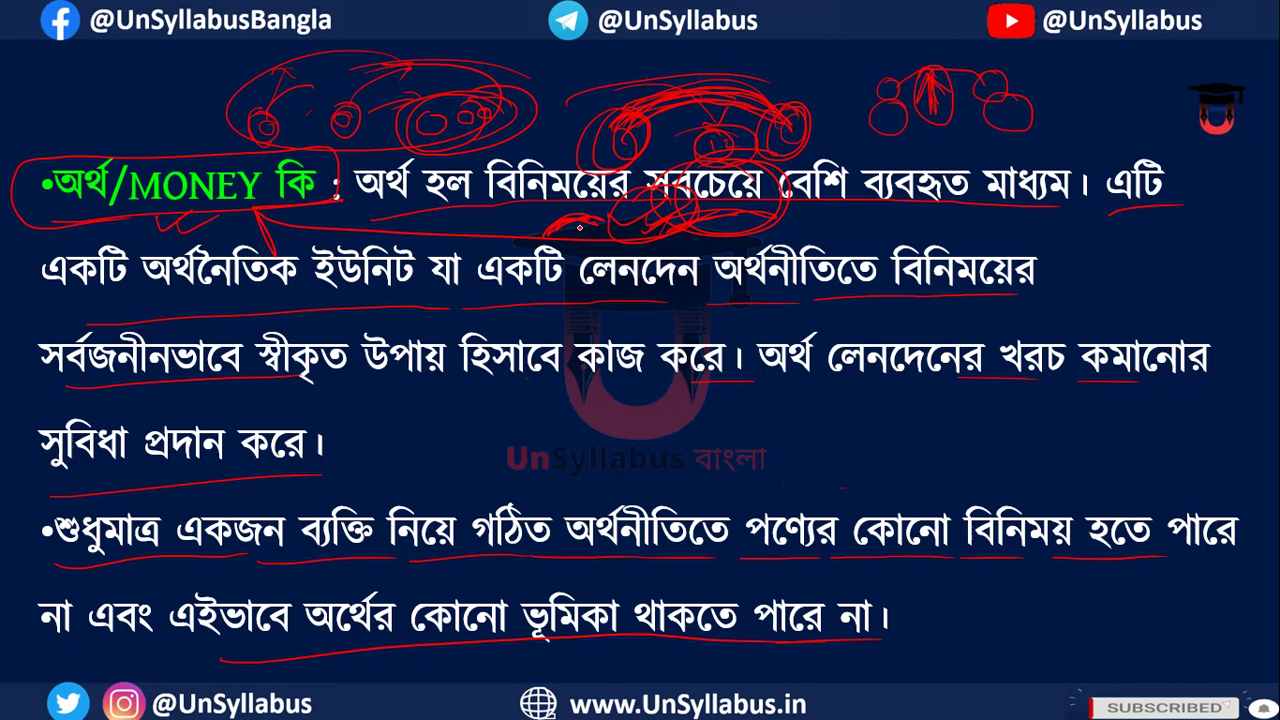 @UnSyllabusBangla @UnSyllabus @UnSyllabus
•অর্থ/MONEY কি : অর্থ হল বিনিময়ের সবচেয়ে বেশি ব্যবহৃত মাধ্যম। এটি
একটি অর্থনৈতিক ইউনিট যা একটি লেনদেন অর্থনীতিতে বিনিময়ের
সর্বজনীনভাবে স্বীকৃত উপায় হিসাবে কাজ করে। অর্থ লেনদেনের খরচ কমানোর
সুবিধা প্রদান করে।
UnSyllabus বাংলা
•শুধুমাত্র একজন ব্যক্তি নিয়ে গঠিত অর্থনীতিতে পণ্যের কোনো বিনিময় হতে পারে
না এবং এইভাবে অর্থের কোনো ভূমিকা থাকতে পারে না।
@UnSyllabus www.UnSyllabus.in SUBSCRIBED